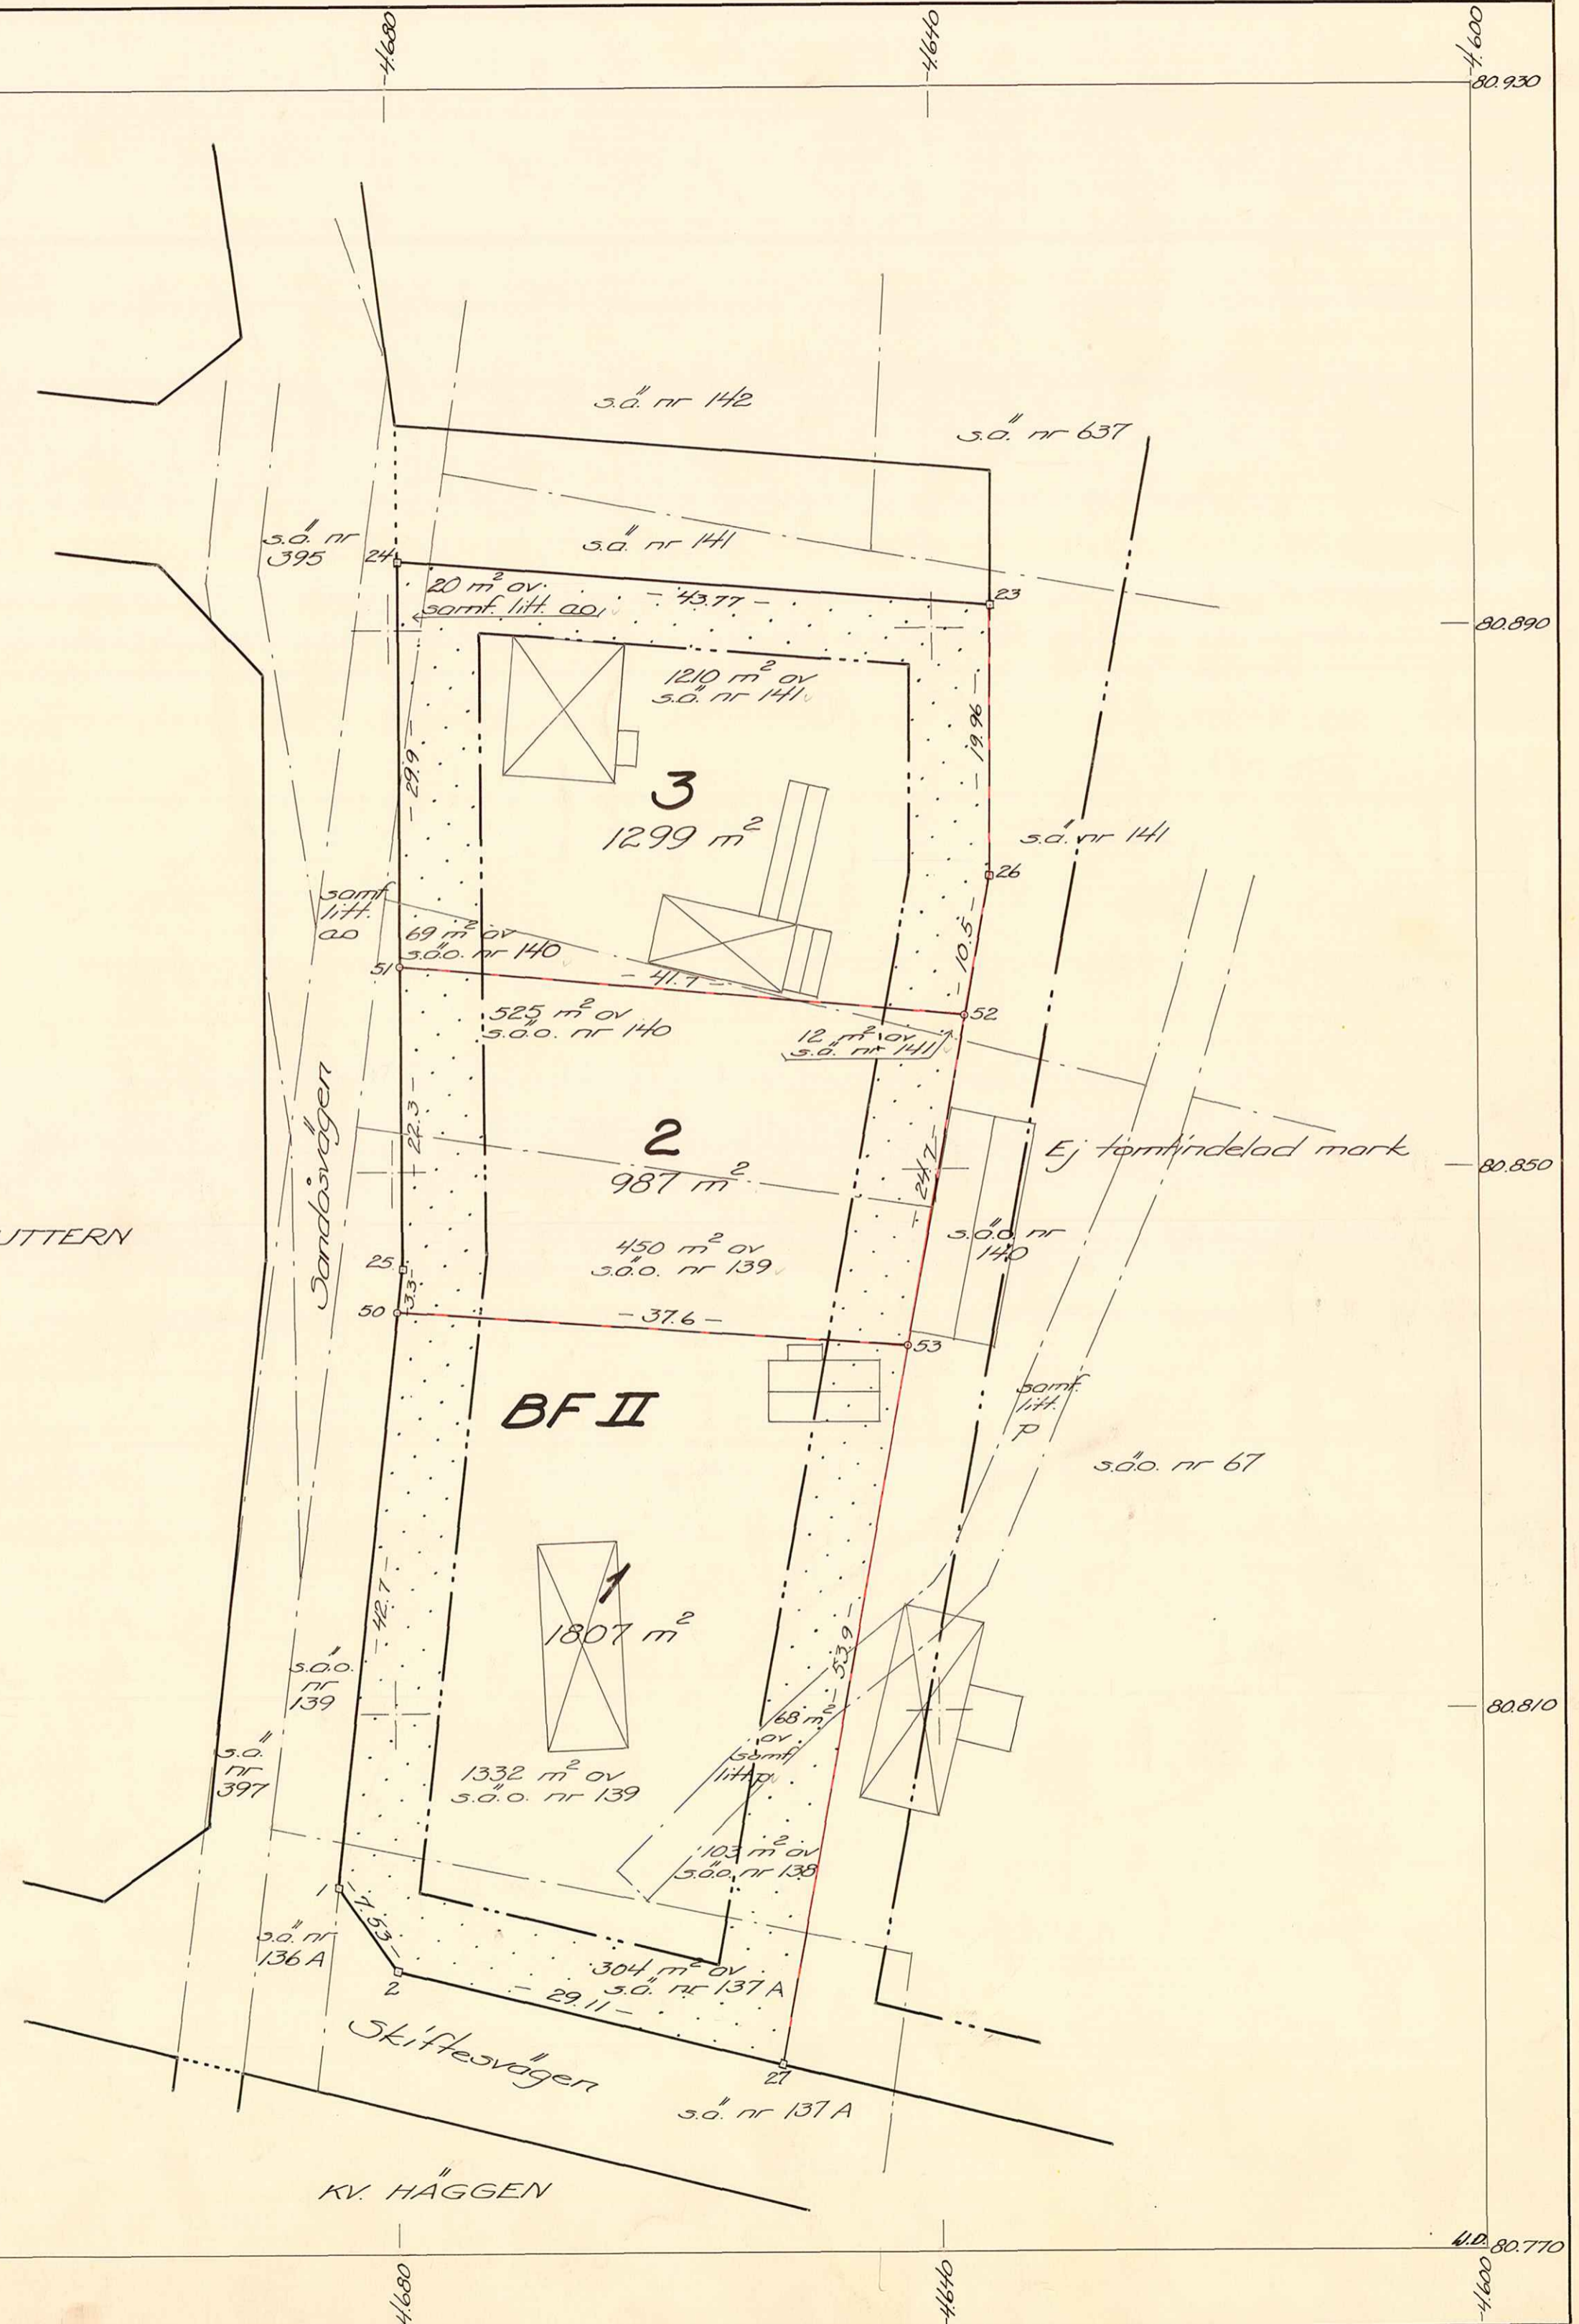 -4.680
-4.640
-4.600
80.930
s.ä. nr 142
s.ä. nr 637
s.ä. nr
395
24
s.ä. nr 141
20 m² av
samf. litt. ao
- 43.77 -
23
80.890
1210 m² av
s.ä. nr 141
- 19.96 -
- 29.9 -
3
1299 m²
s.ä. nr 141
26
samf.
litt.
ao
69 m² av
s.ä.o. nr 140
- 10.5 -
51
- 41.7 -
52
525 m² av
s.ä.o. nr 140
12 m² av
s.ä. nr 141
Sandåsvägen
- 22.3 -
2
987 m²
- 24.7 -
Ej tomtindelad mark
80.850
UTTERN
450 m² av
s.ä.o. nr 139
s.ä.o. nr
140
25
3.3
50
- 37.6 -
53
BF II
samf.
litt.
p
s.ä.o. nr 67
1
1807 m²
- 42.7 -
- 53.9 -
s.ä.o.
nr
139
80.810
68 m²
av
samf
litt p
s.ä.
nr
397
1332 m² av
s.ä.o. nr 139
103 m² av
s.ä.o. nr 138
1
- 7.53 -
s.ä. nr
136 A
304 m² av
s.ä. nr 137 A
2
- 29.11 -
Skiftesvägen
27
s.ä. nr 137 A
KV. HÄGGEN
W.D.
80.770
-4.680
-4.640
-4.600